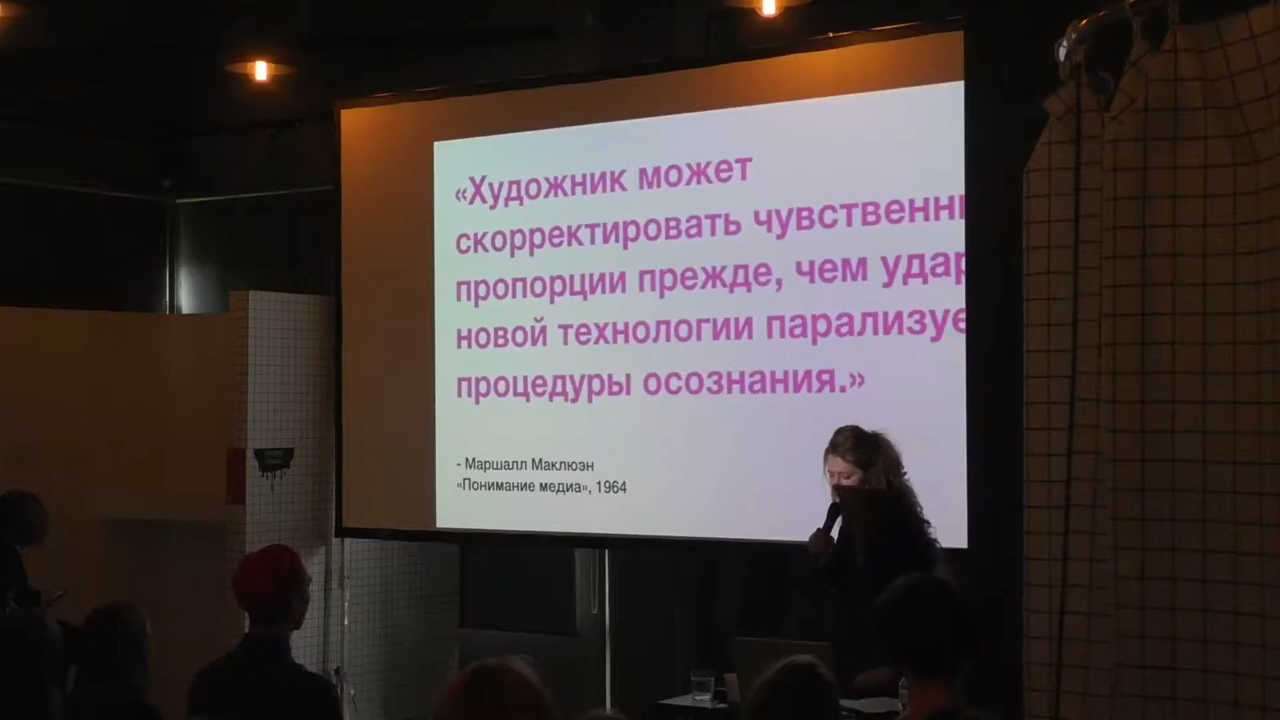 «Художник может
скорректировать чувственн
пропорции прежде, чем удар
новой технологии парализуе
процедуры осознания.»
- Маршалл Маклюэн
«Понимание медиа», 1964